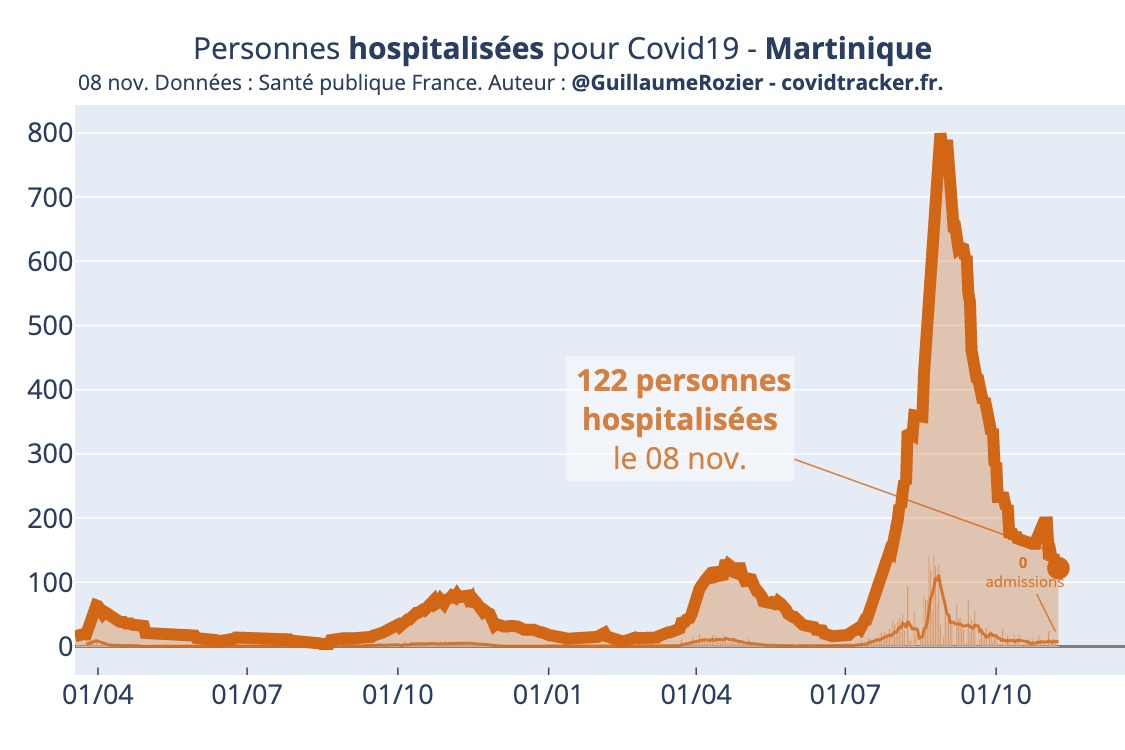 Personnes hospitalisées pour Covid19 - Martinique
08 nov. Données : Santé publique France. Auteur : @GuillaumeRozier - covidtracker.fr.
800
700
600
500
400
300
200
100
0
122 personnes
hospitalisées
le 08 nov.
0
admissions
01/04
01/07
01/10
01/01
01/04
01/07
01/10